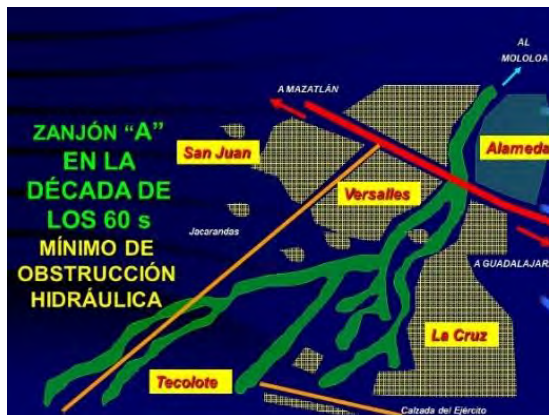 AL
MOLOLOA
A MAZATLÁN
ZANJÓN "A"
EN LA
DÉCADA DE
LOS 60 s
MÍNIMO DE
OBSTRUCCIÓN
HIDRÁULICA
San Juan
Alameda
Versalles
Jacarandas
A GUADALAJARA
La Cruz
Tecolote
Calzada del Ejército